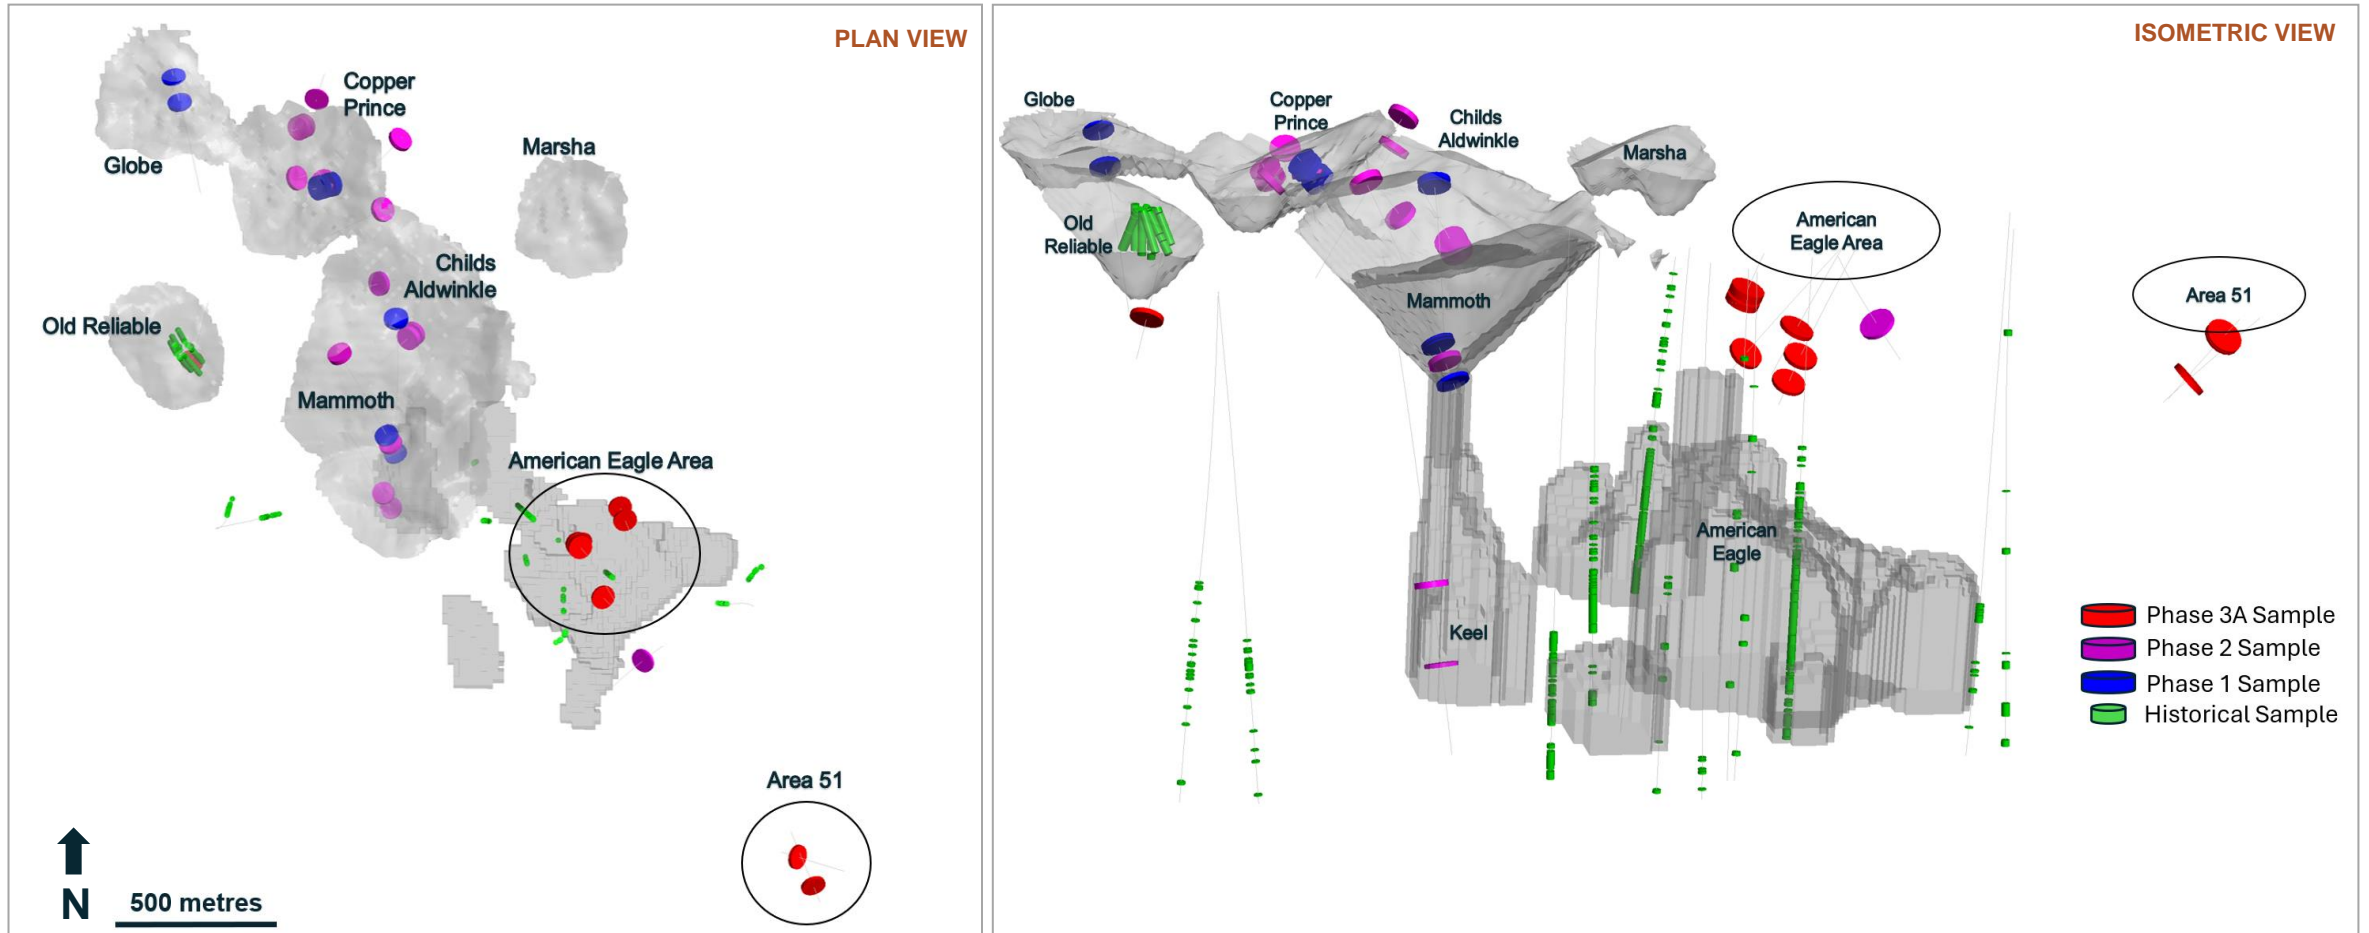 PLAN VIEW
Copper
Prince
Globe
Marsha
Childs
Aldwinkle
Old Reliable
Mammoth
American Eagle Area
Area 51
N
500 metres
ISOMETRIC VIEW
Globe
Copper
Prince
Childs
Aldwinkle
Marsha
Old
Reliable
American
Eagle Area
Area 51
Mammoth
American
Eagle
Keel
Phase 3A Sample
Phase 2 Sample
Phase 1 Sample
Historical Sample